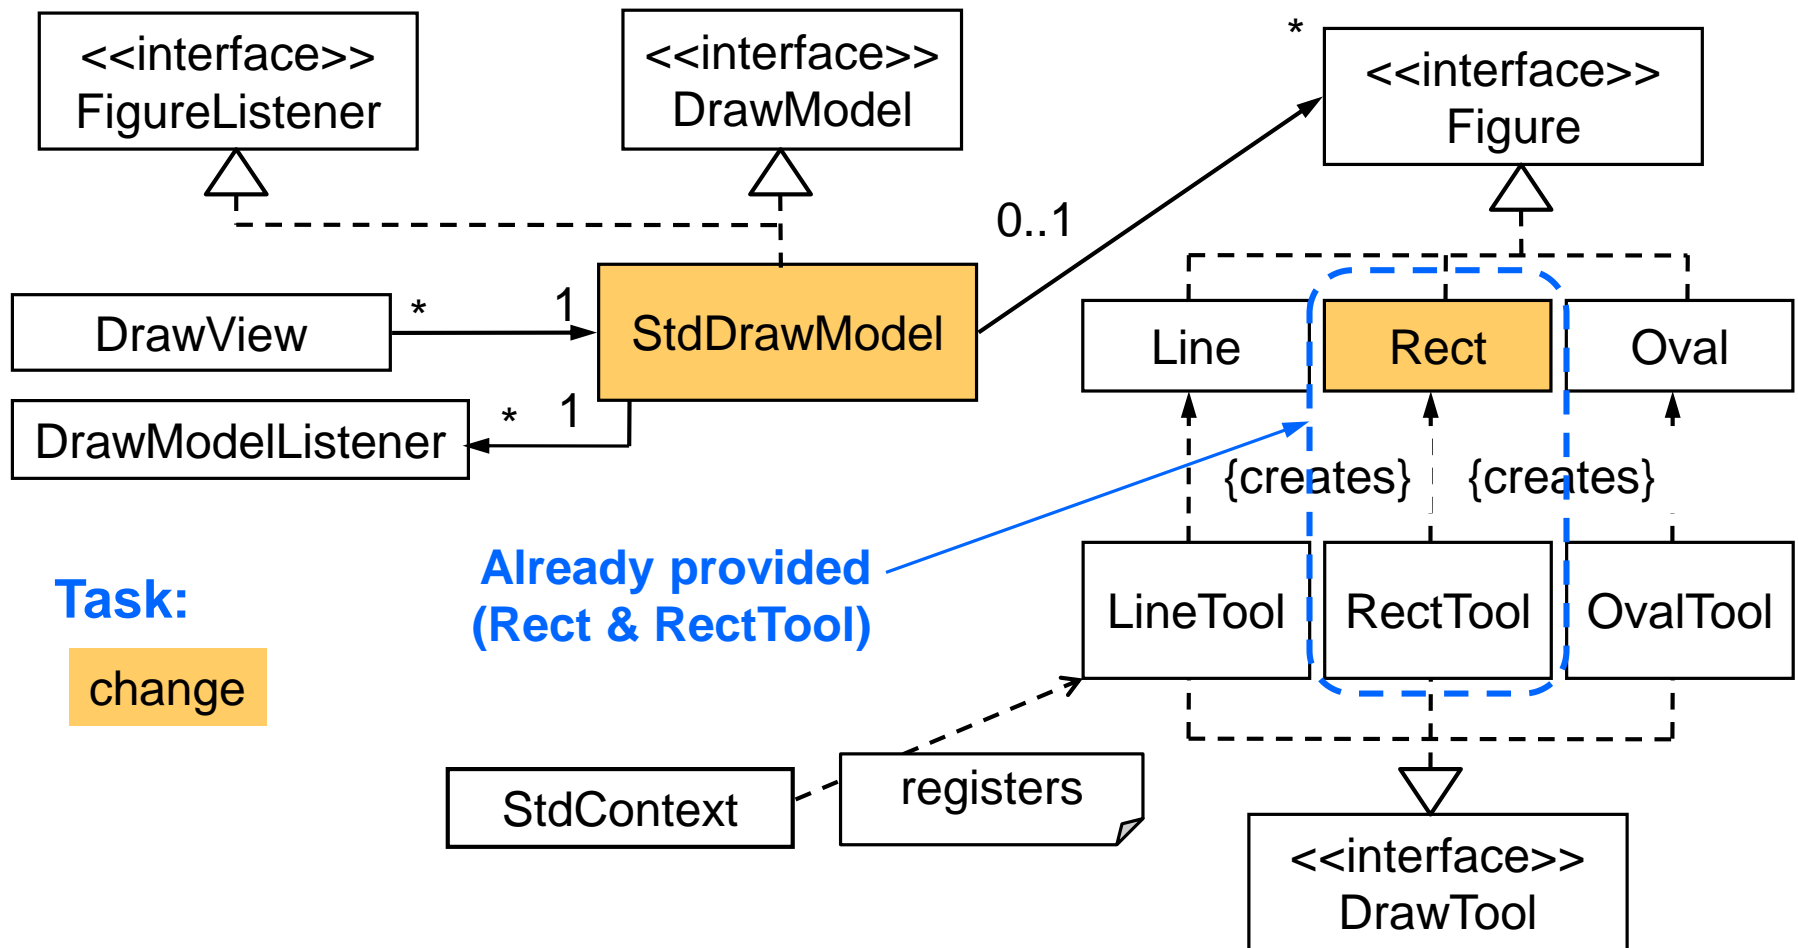 <<interface>>
FigureListener
<<interface>>
DrawModel
*
<<interface>>
Figure
0..1
DrawView
*
1
StdDrawModel
Line
Rect
Oval
DrawModelListener
*
1
{creates}
{creates}
Already provided
(Rect & RectTool)
Task:
change
LineTool
RectTool
OvalTool
StdContext
registers
<<interface>>
DrawTool